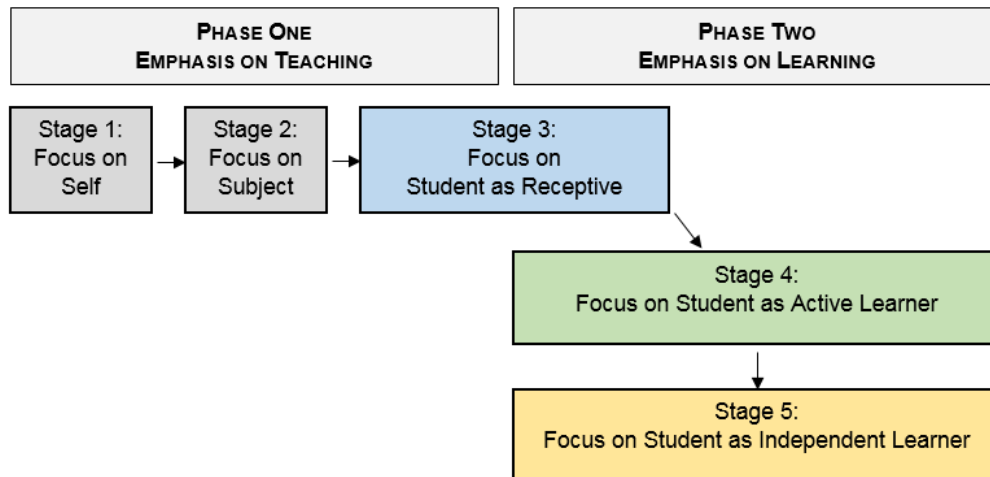 PHASE ONE
EMPHASIS ON TEACHING
PHASE TWO
EMPHASIS ON LEARNING
Stage 1:
Focus on
Self
Stage 2:
Focus on
Subject
Stage 3:
Focus on
Student as Receptive
Stage 4:
Focus on Student as Active Learner
Stage 5:
Focus on Student as Independent Learner